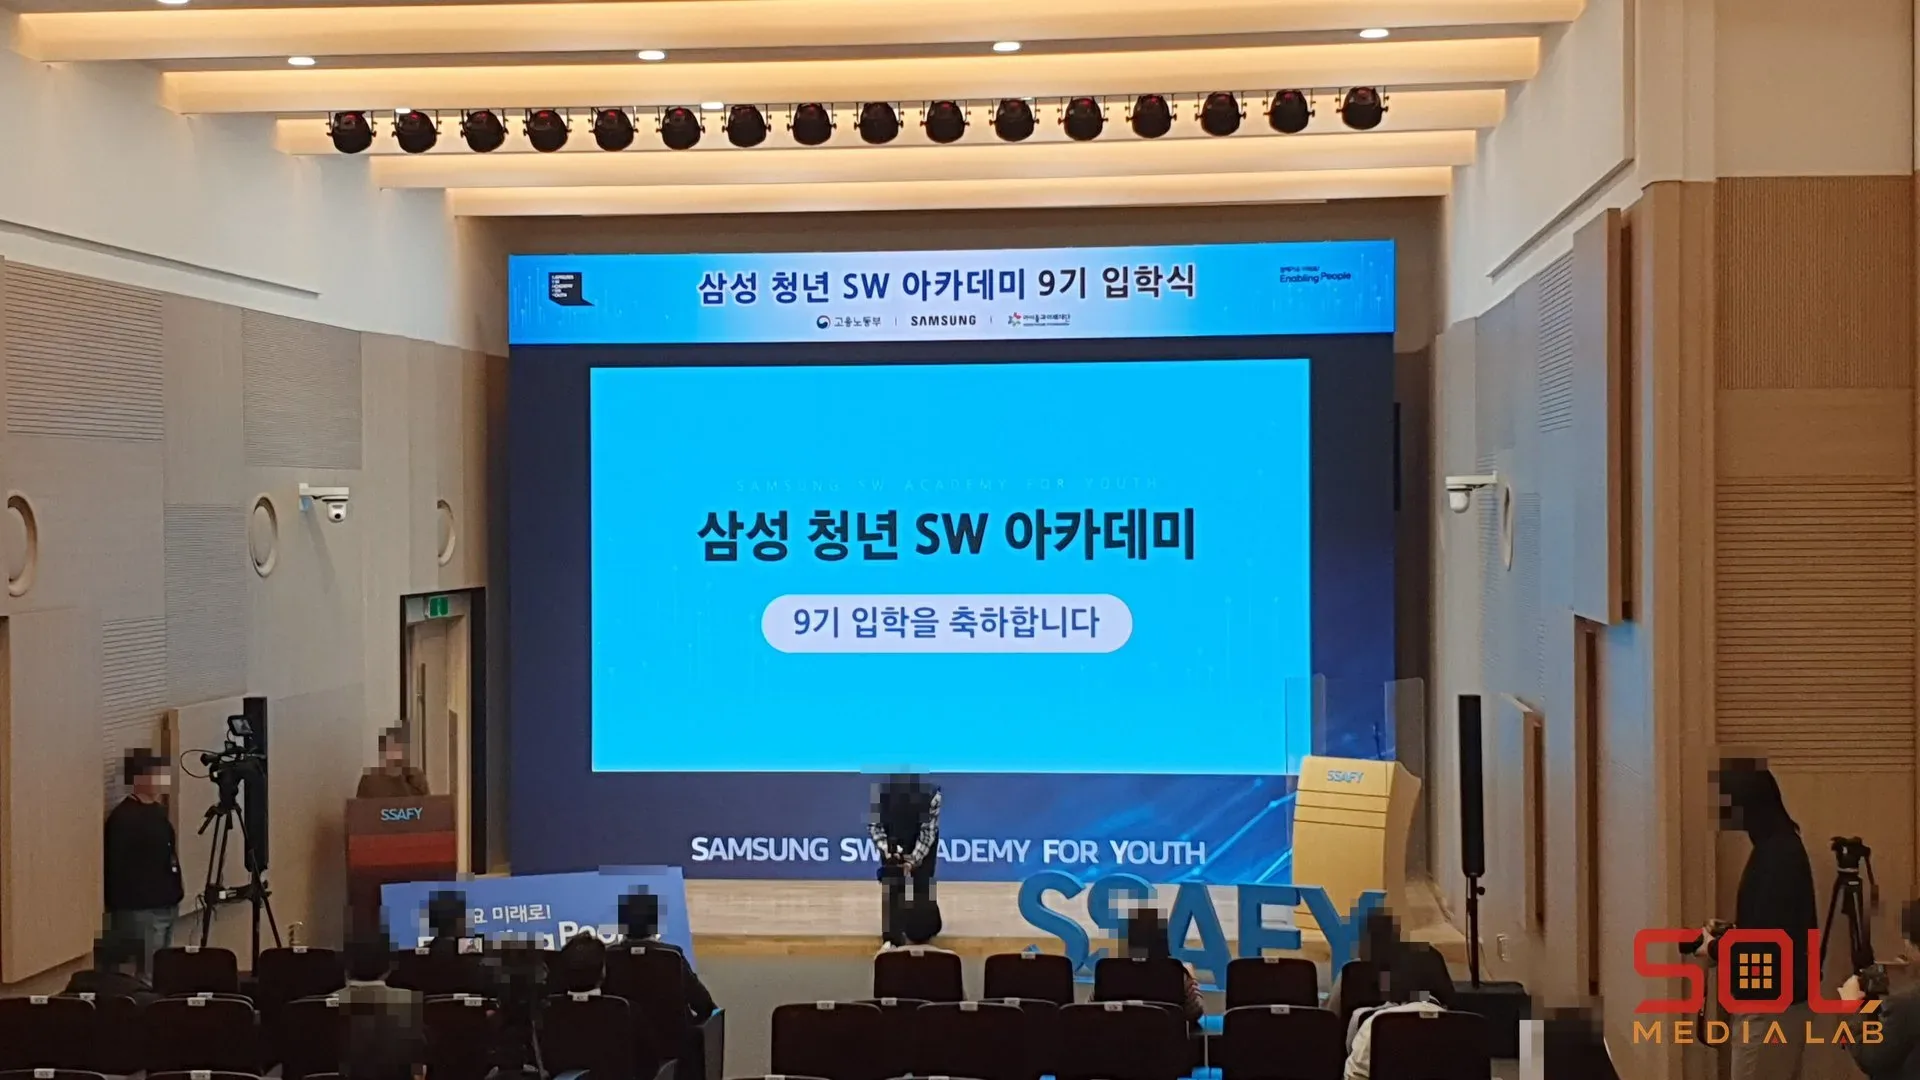 삼성 청년 SW 아카데미 9기 입학식
Enabling People
고용노동부 | SAMSUNG |
SAMSUNG SW ACADEMY FOR YOUTH
삼성 청년 SW 아카데미
9기 입학을 축하합니다
SSAFY
SSAFY
SAMSUNG SW ADEMY FOR YOUTH
미래로!
SSAFY
SOL
MEDIA LAB